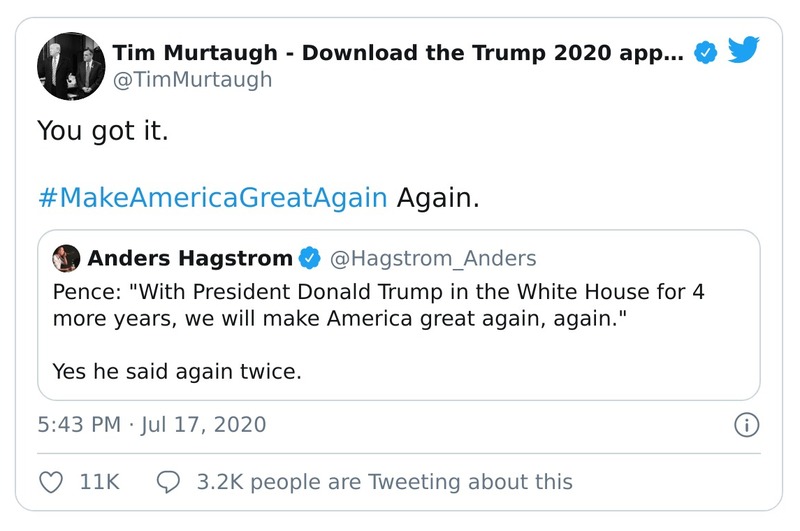 Tim Murtaugh - Download the Trump 2020 app...
@TimMurtaugh
You got it.
#MakeAmericaGreatAgain Again.
Anders Hagstrom @Hagstrom_Anders
Pence: "With President Donald Trump in the White House for 4
more years, we will make America great again, again."
Yes he said again twice.
5:43 PM · Jul 17, 2020
11K 3.2K people are Tweeting about this